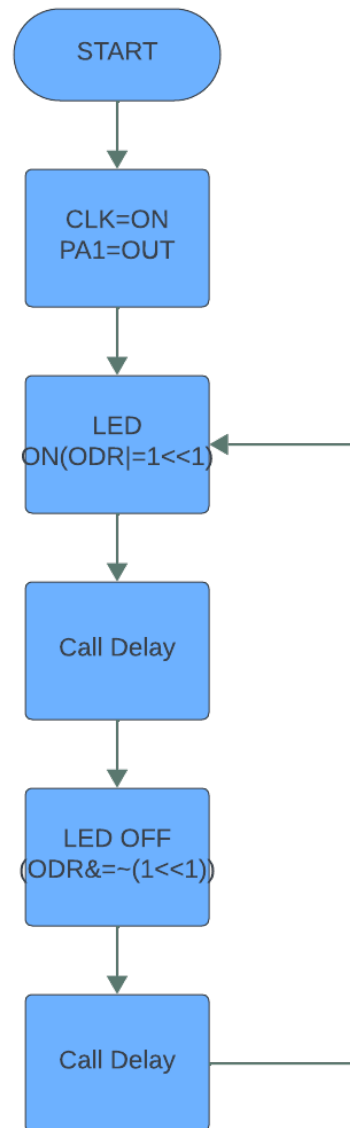 START
CLK=ON
PA1=OUT
LED
ON(ODR|=1<<1)
Call Delay
LED OFF
(ODR&=~(1<<1))
Call Delay